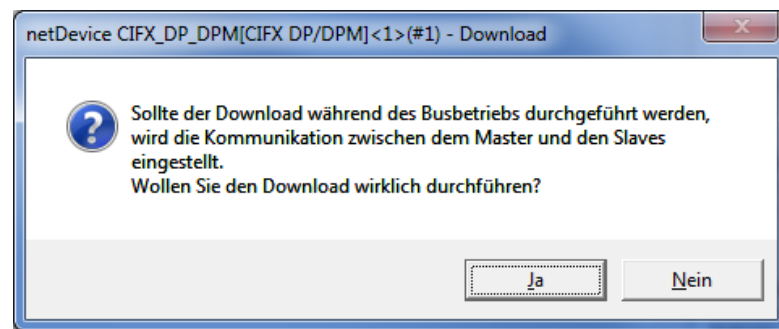 netDevice CIFX_DP_DPM[CIFX DP/DPM]<1>(#1) - Download
Sollte der Download während des Busbetriebs durchgeführt werden,
wird die Kommunikation zwischen dem Master und den Slaves
eingestellt.
Wollen Sie den Download wirklich durchführen?
Ja
Nein